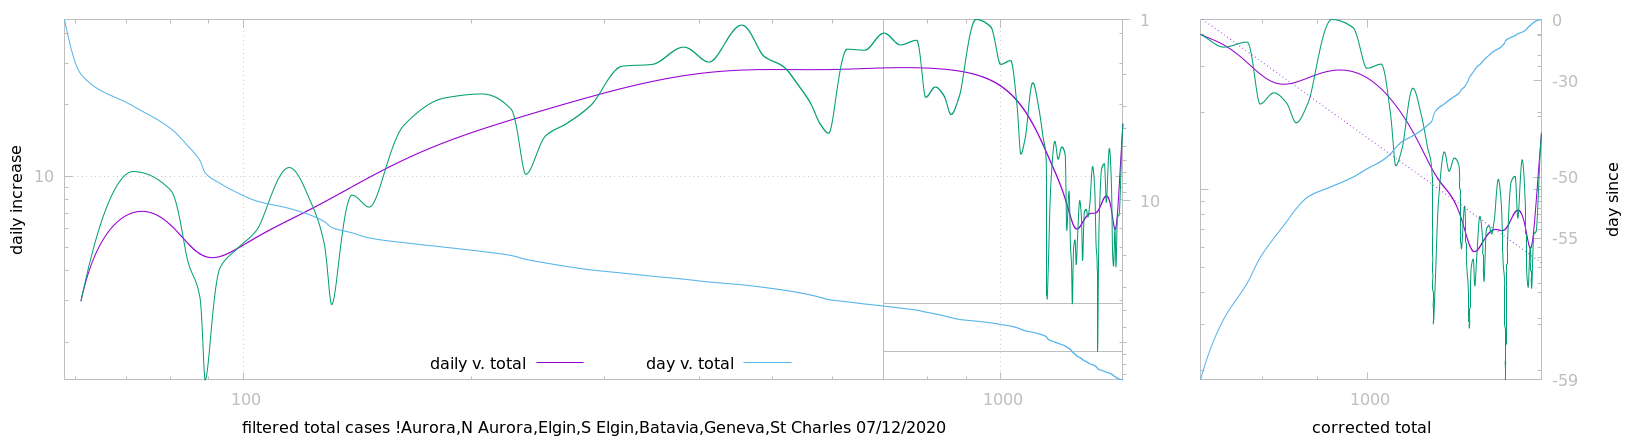 1
0
-30
10
daily increase
10
-50
day since
-55
daily v. total
day v. total
-59
100
1000
1000
filtered total cases !Aurora,N Aurora,Elgin,S Elgin,Batavia,Geneva,St Charles 07/12/2020
corrected total